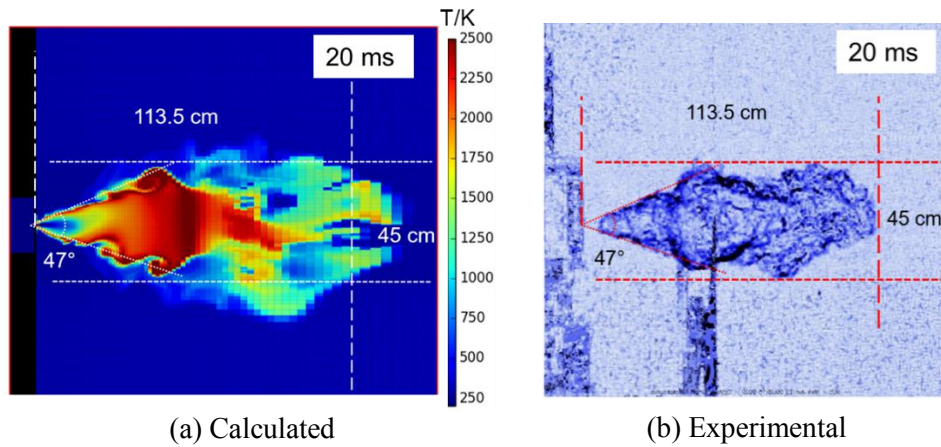 T/K
20 ms
113.5 cm
47°
45 cm
2500
2250
2000
1750
1500
1250
1000
750
500
250
(a) Calculated
20 ms
113.5 cm
47°
45 cm
(b) Experimental